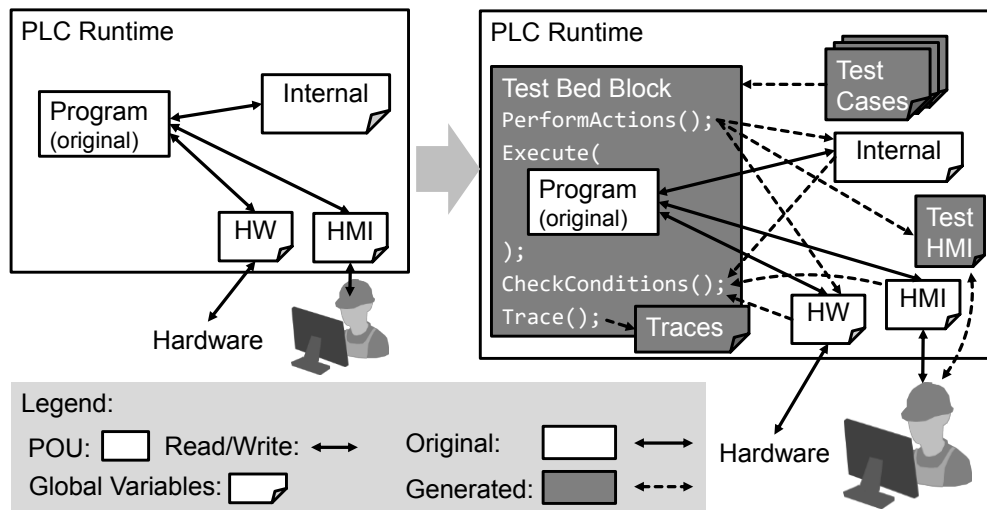 PLC Runtime
Internal
Program
(original)
HW
HMI
Hardware
PLC Runtime
Test Bed Block
PerformActions();
Execute(
Program
(original)
);
CheckConditions();
Trace();
Traces
Test
Cases
Internal
Test
HMI
HMI
HW
Hardware
Legend:
POU:
Read/Write:
Original:
Global Variables:
Generated: